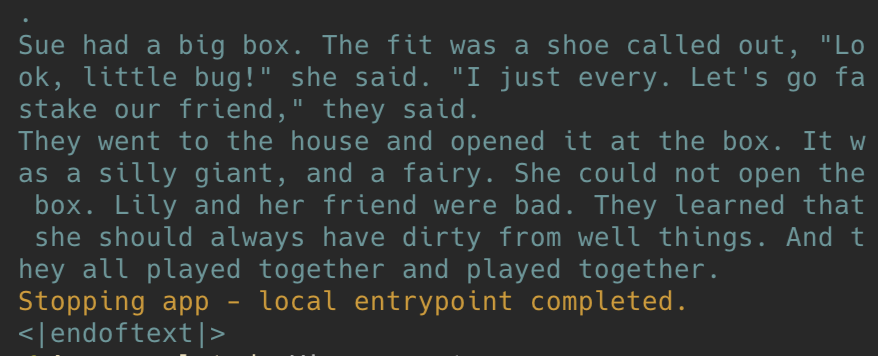 .
Sue had a big box. The fit was a shoe called out, "Lo
ok, little bug!" she said. "I just every. Let's go fa
stake our friend," they said.
They went to the house and opened it at the box. It w
as a silly giant, and a fairy. She could not open the
 box. Lily and her friend were bad. They learned that
 she should always have dirty from well things. And t
hey all played together and played together.
Stopping app - local entrypoint completed.
<|endoftext|>